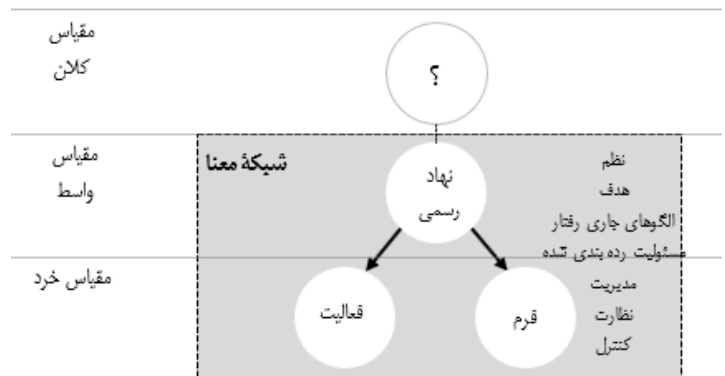 مقیاس
کلان
؟
مقیاس
واسط
شبکهٔ معنا
نهاد
رسمی
نظم
هدف
الگوهای جاری رفتار
مسئولیت رده بندی شده
مقیاس خرد
فعالیت
فرم
مدیریت
نظارت
کنترل